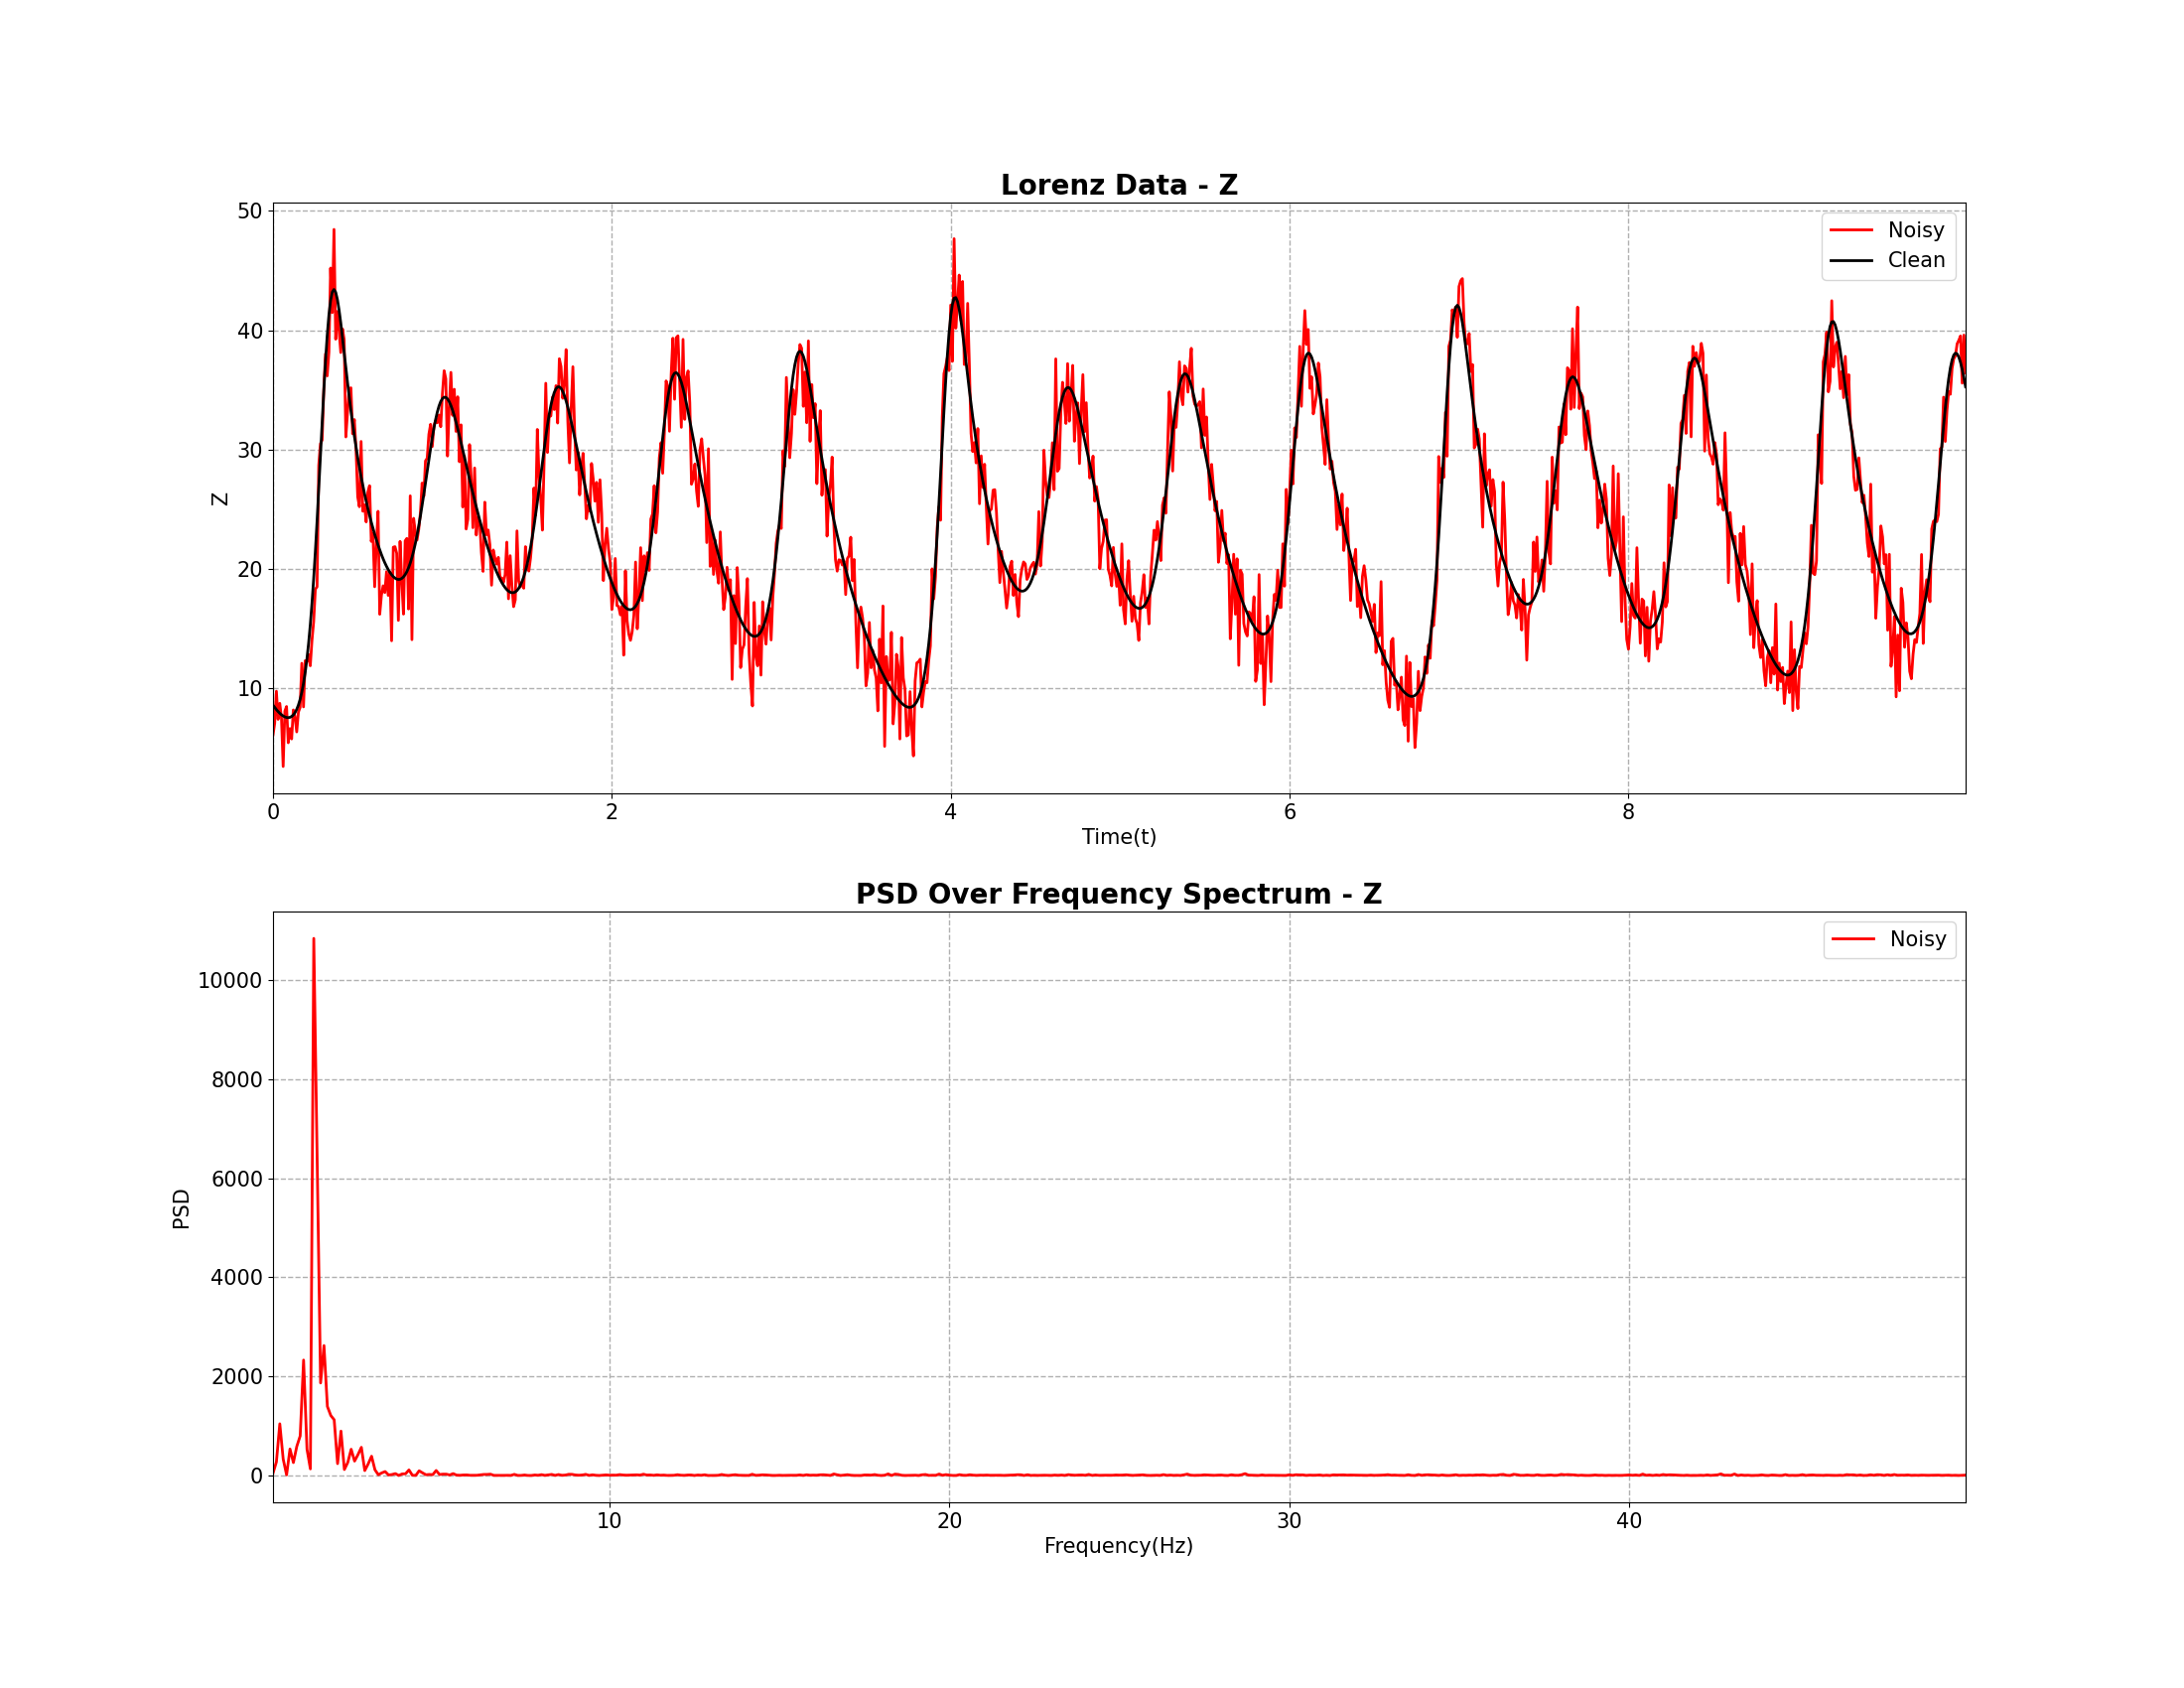 Lorenz Data - Z
50
40
30
20
10
Z
Noisy
Clean
0 2 4 6 8
Time(t)
PSD Over Frequency Spectrum - Z
10000
8000
6000
4000
2000
0
PSD
Noisy
10 20 30 40
Frequency(Hz)